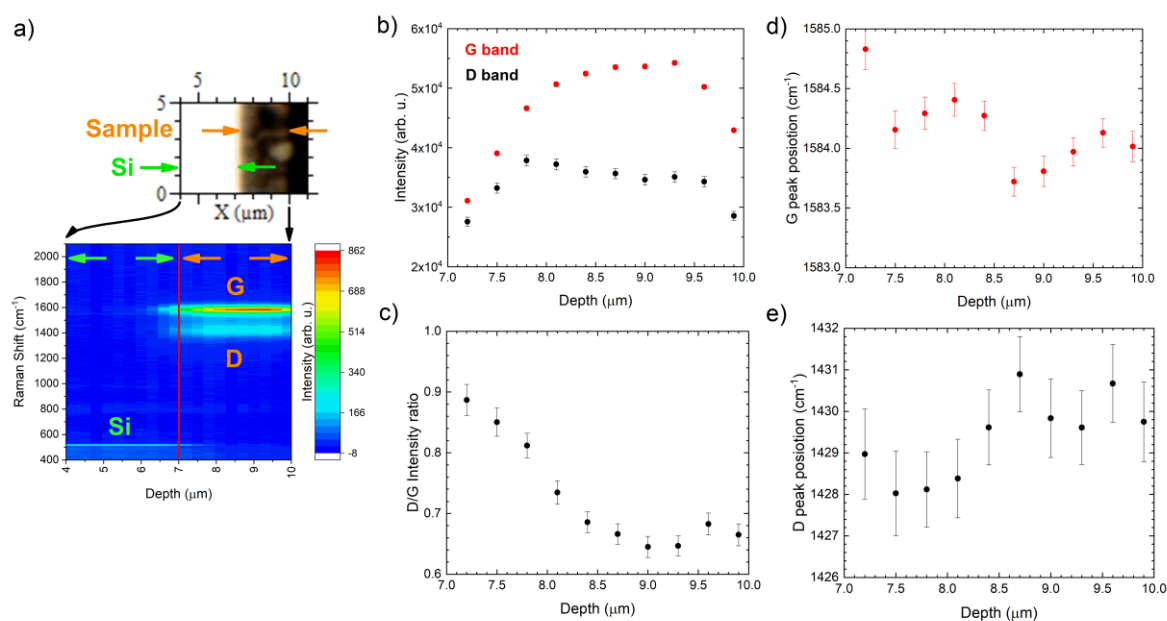 a)
5 10
5
Sample
Si
0
X (µm)
2000
1800
1600
1400
1200
1000
800
600
400
Raman Shift (cm-1)
G
D
Si
4 5 6 7 8 9 10
Depth (µm)
862
688
514
340
166
-8
Intensity (arb. u.)
b)
G band
D band
6x10⁴
5x10⁴
4x10⁴
3x10⁴
2x10⁴
Intensity (arb. u.)
7.0 7.5 8.0 8.5 9.0 9.5 10.0
Depth (µm)
c)
1.0
0.9
0.8
0.7
0.6
D/G Intensity ratio
7.0 7.5 8.0 8.5 9.0 9.5 10.0
Depth (µm)
d)
1585.0
1584.5
1584.0
1583.5
1583.0
G peak posiotion (cm-1)
7.0 7.5 8.0 8.5 9.0 9.5 10.0
Depth (µm)
e)
1432
1431
1430
1429
1428
1427
1426
D peak posiotion (cm-1)
7.0 7.5 8.0 8.5 9.0 9.5 10.0
Depth (µm)